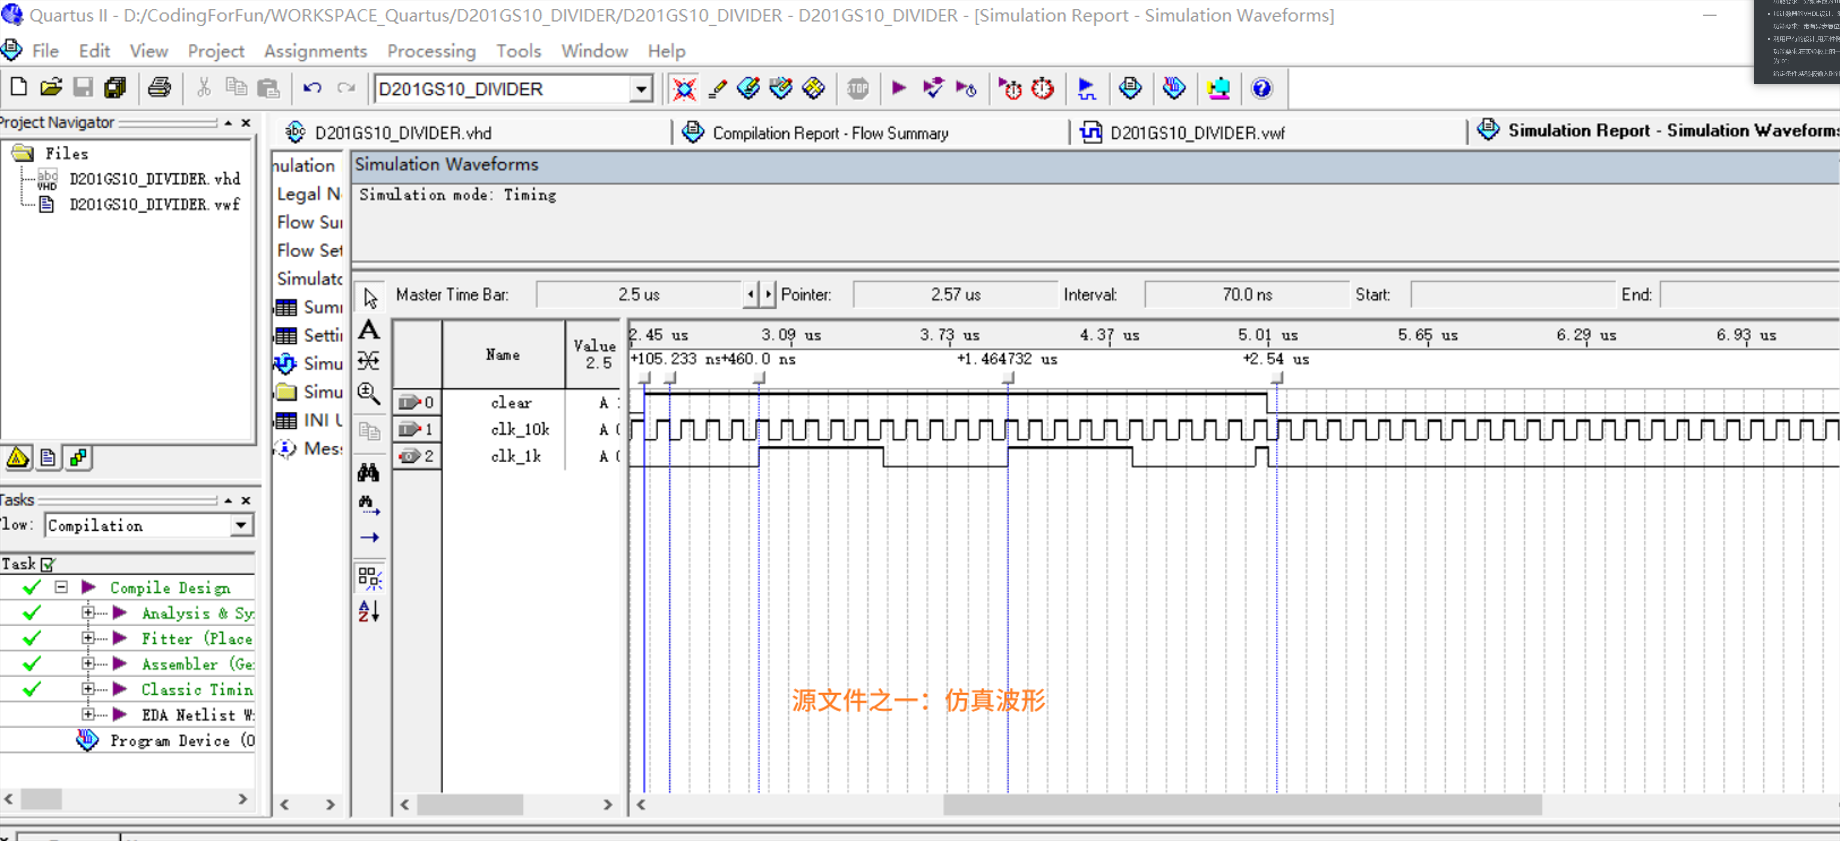 Quartus II - D:/CodingForFun/WORKSPACE_Quartus/D201GS10_DIVIDER/D201GS10_DIVIDER - D201GS10_DIVIDER - [Simulation Report - Simulation Waveforms]
File Edit View Project Assignments Processing Tools Window Help
D201GS10_DIVIDER
STOP
Project Navigator
Files
D201GS10_DIVIDER.vhd
D201GS10_DIVIDER.vwf
Tasks
low: Compilation
Task
Compile Design
Analysis & Sy
Fitter (Place
Assembler (Ge
Classic Timin
EDA Netlist W
Program Device (O
D201GS10_DIVIDER.vhd
Compilation Report - Flow Summary
D201GS10_DIVIDER.vwf
Simulation Report - Simulation Waveforms
nulation
Legal N
Flow Su
Flow Set
Simulato
Summ
Settin
Simu
Simu
INI U
Mes
Simulation Waveforms
Simulation mode: Timing
Master Time Bar: 2.5 us Pointer: 2.57 us Interval: 70.0 ns Start: End:
Name
Value
2.5
2.45 us 3.09 us 3.73 us 4.37 us 5.01 us 5.65 us 6.29 us 6.93 us
+105.233 ns +460.0 ns +1.464732 us +2.54 us
0 clear A
1 clk_10k A
2 clk_1k A
源文件之一：仿真波形